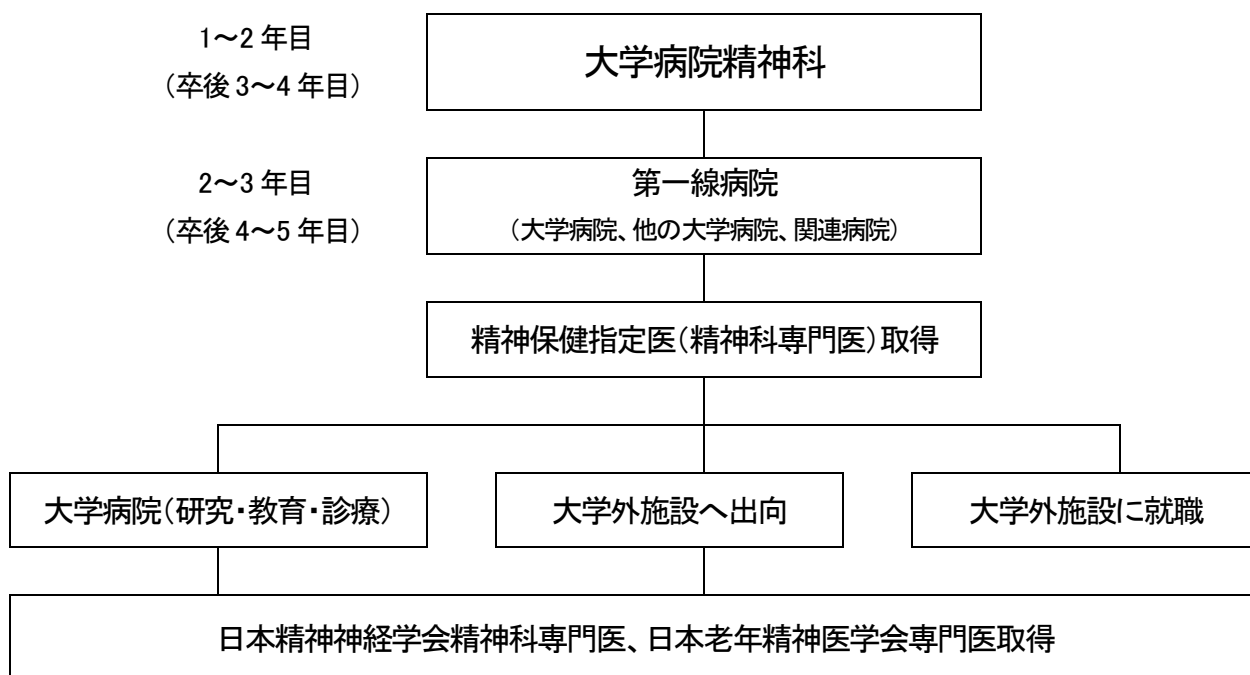 1～2 年目
（卒後 3～4 年目）
大学病院精神科
2～3 年目
（卒後 4～5 年目）
第一線病院
（大学病院、他の大学病院、関連病院）
精神保健指定医（精神科専門医）取得
大学病院（研究・教育・診療）
大学外施設へ出向
大学外施設に就職
日本精神神経学会精神科専門医、日本老年精神医学会専門医取得